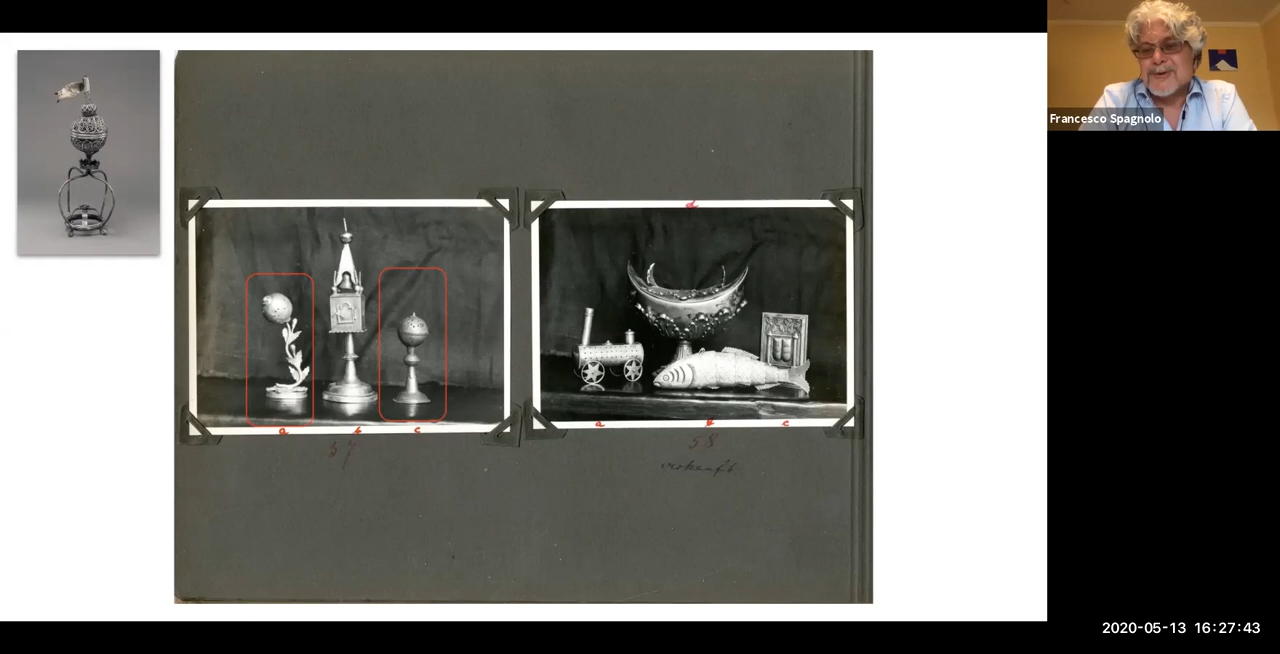 Francesco Spagnolo
d
a b c
a b c
57
58
verkauft
2020-05-13 16:27:43